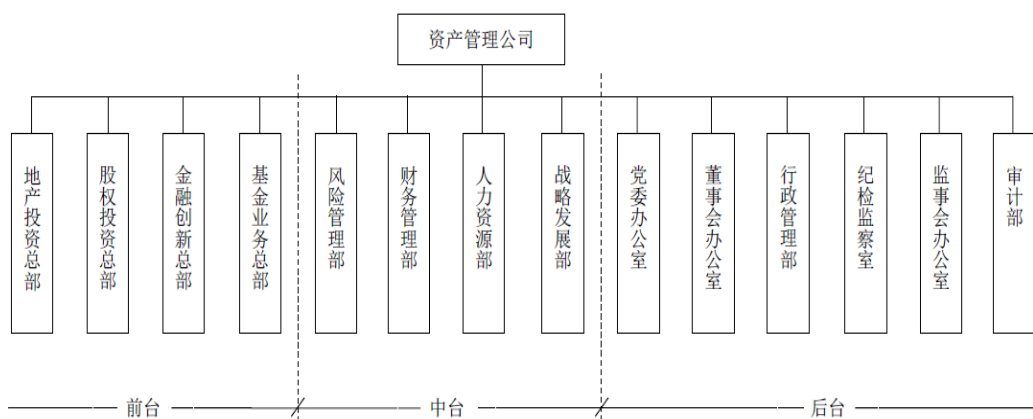 资产管理公司
地产投资总部
股权投资总部
金融创新总部
基金业务总部
风险管理部
财务管理部
人力资源部
战略发展部
党委办公室
董事会办公室
行政管理部
纪检监察室
监事会办公室
审计部
前台
中台
后台